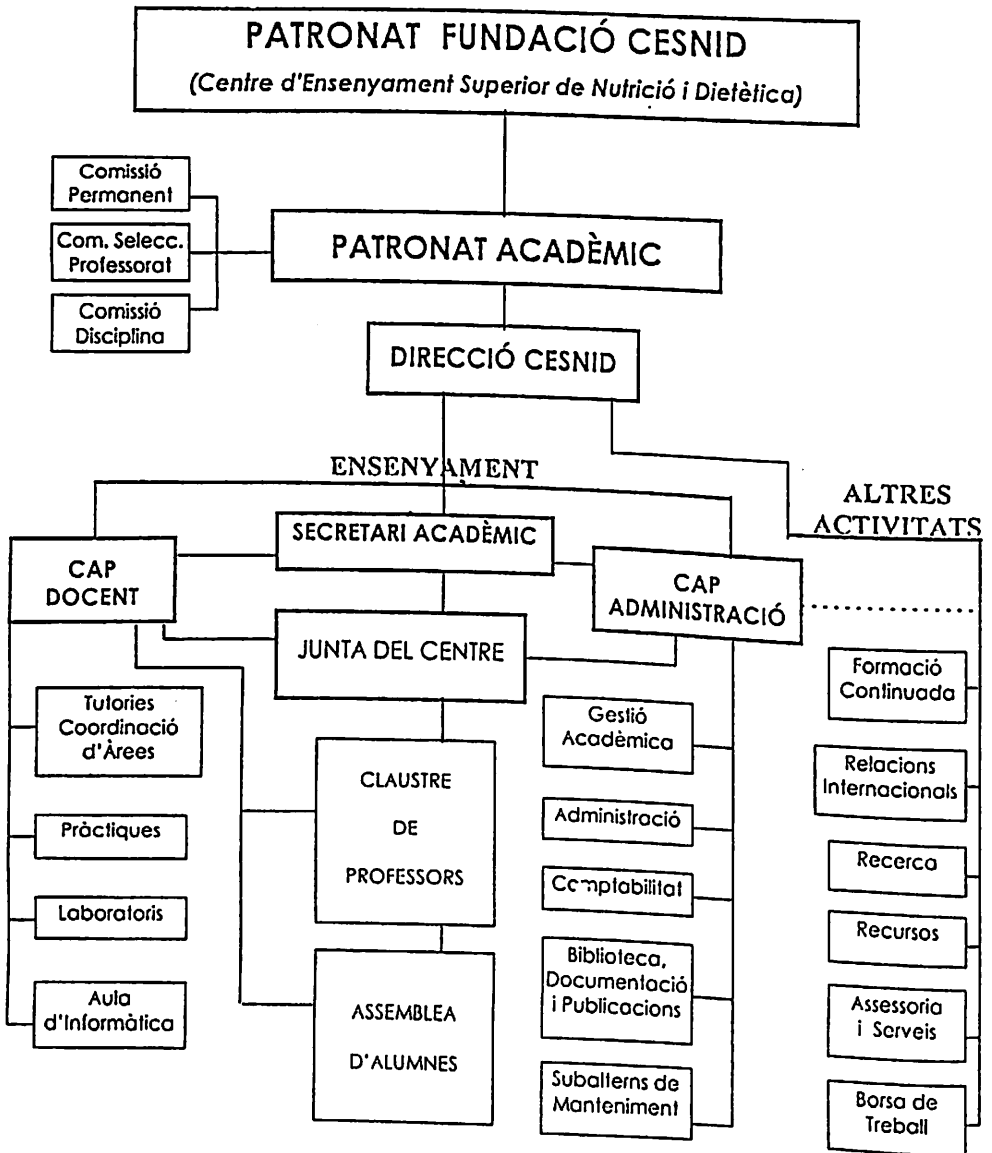 PATRONAT FUNDACIÓ CESNID
(Centre d'Ensenyament Superior de Nutrició i Dietètica)
Comissió
Permanent
Com. Selecc.
Professorat
Comissió
Disciplina
PATRONAT ACADÈMIC
DIRECCIÓ CESNID
ENSENYAMENT
ALTRES
ACTIVITATS
SECRETARI ACADÈMIC
CAP
DOCENT
CAP
ADMINISTRACIÓ
JUNTA DEL CENTRE
Tutories
Coordinació
d'Àrees
Pràctiques
Laboratoris
Aula
d'Informàtica
CLAUSTRE
DE
PROFESSORS
ASSEMBLEA
D'ALUMNES
Gestió
Acadèmica
Administració
Comptabilitat
Biblioteca,
Documentació
i Publicacions
Subalterns de
Manteniment
Formació
Continuada
Relacions
Internacionals
Recerca
Recursos
Assessoria
i Serveis
Borsa de
Treball